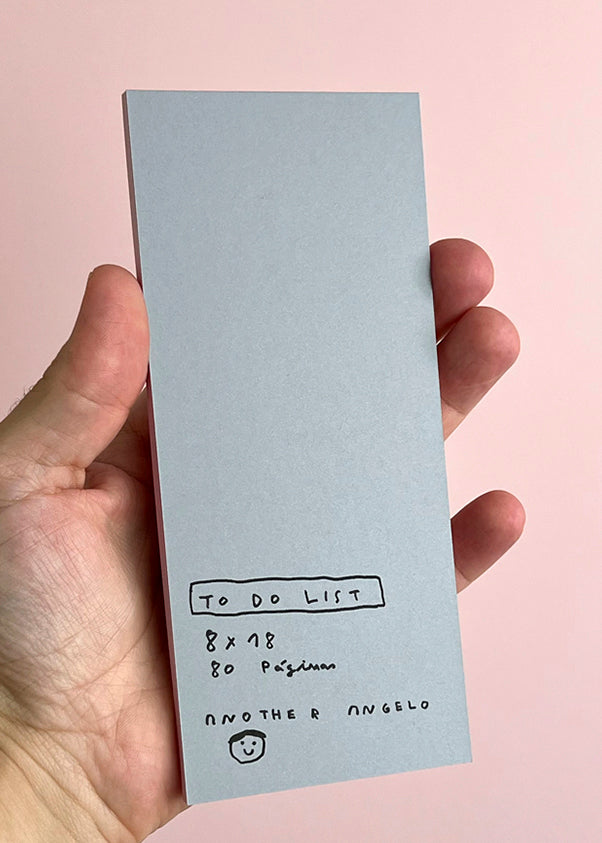 TO DO LIST
8 x 18
80 Páginas
ANOTHER ANGELO